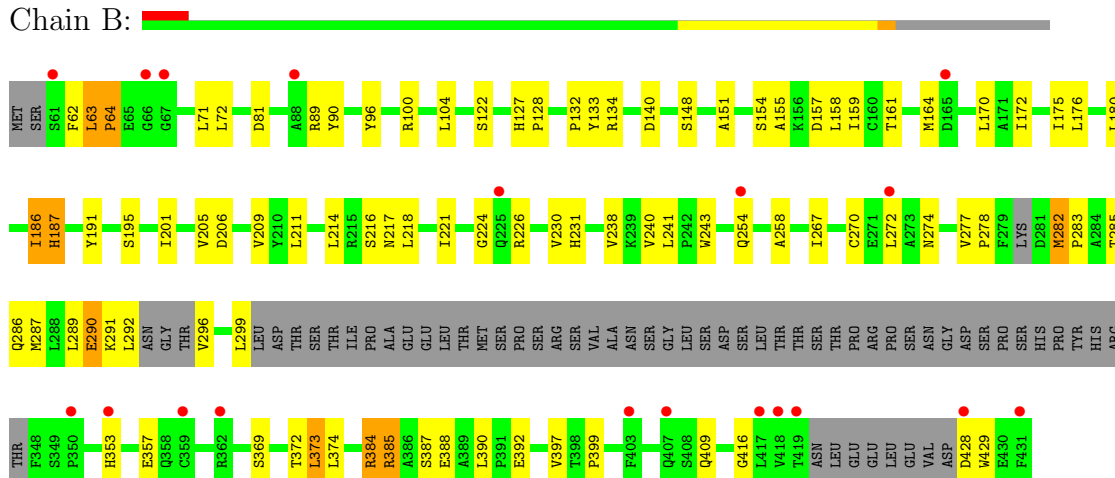 Chain B:
MET SER S61 F62 L63 P64 E65 G66 G67 L71 L72 D81 A88 R89 Y90 Y96 R100 L104 S122 H127 P128 P132 Y133 R134 D140 S148 A151 S154 A155 K156 D157 L158 I159 C160 T161 M164 D165 L170 A171 I172 I175 L176
I186 H187 Y191 S195 I201 V205 D206 V209 Y210 L211 L214 R215 S216 N217 L218 I221 G224 Q225 R226 V230 H231 V238 K239 V240 L241 P242 W243 Q254 A258 I267 C270 E271 L272 A273 N274 V277 P278 F279 LYS D281 M282 P283 A284
Q286 M287 L288 L289 E290 K291 L292 ASN GLY THR V296 L299 LEU ASP THR SER THR ILE PRO ALA GLU GLU LEU THR MET SER PRO SER ARG SER VAL ALA ASN SER GLY LEU SER ASP SER LEU THR THR SER THR PRO ARG PRO SER ASN GLY ASP SER PRO SER HIS PRO TYR HIS
THR F348 S349 P350 H353 E357 Q358 C359 R362 S369 T372 L373 L374 R384 R385 A386 S387 E388 A389 L390 P391 E392 V397 T398 P399 F403 Q407 S408 Q409 G416 L417 V418 T419 ASN LEU GLU GLU LEU GLU VAL ASP D428 W429 E430 F431